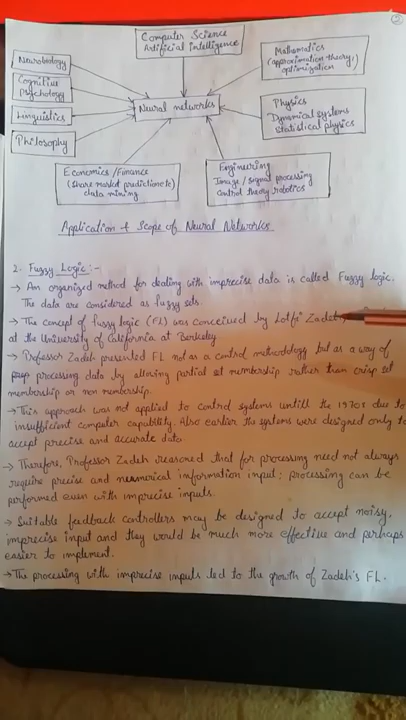 Computer Science
Artificial intelligence
Neurobiology
Cognitive
Psychology
Linguistics
Philosophy
Neural networks
Mathematics
(approximation theory,
optimization
Physics
Dynamical systems
Statistical physics
Economics/Finance
(Share market prediction etc)
data mining
Engineering
Image/signal processing
control theory robotics
Application & Scope of Neural Networks
2. Fuzzy Logic :-
→ An organized method for dealing with imprecise data is called Fuzzy logic.
The data are considered as fuzzy sets.
→ The concept of fuzzy logic (FL) was conceived by Lotfi Zadeh,
at the University of California at Berkeley
→ Professor Zadeh presented FL not as a control methodology but as a way of
processing data by allowing partial set membership rather than crisp set
membership or non membership.
→ This approach was not applied to control systems untill the 1970s due to
insufficient computer capability. Also earlier the systems were designed only to
accept precise and accurate data.
→ Therefore, Professor Zadeh reasoned that for processing need not always
require precise and numerical information input; processing can be
performed even with imprecise inputs.
→ Suitable feedback controllers may be designed to accept noisy,
imprecise input and they would be much more effective and perhaps
easier to implement.
→ The processing with imprecise inputs led to the growth of Zadeh's FL.